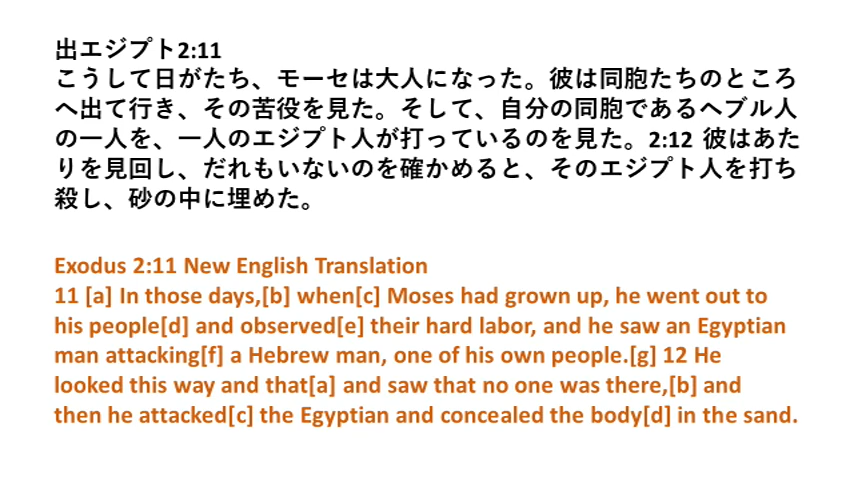 出エジプト2:11
こうして日がたち、モーセは大人になった。彼は同胞たちのところ
へ出て行き、その苦役を見た。そして、自分の同胞であるヘブル人
の一人を、一人のエジプト人が打っているのを見た。2:12 彼はあた
りを見回し、だれもいないのを確かめると、そのエジプト人を打ち
殺し、砂の中に埋めた。
Exodus 2:11 New English Translation
11 [a] In those days,[b] when[c] Moses had grown up, he went out to
his people[d] and observed[e] their hard labor, and he saw an Egyptian
man attacking[f] a Hebrew man, one of his own people.[g] 12 He
looked this way and that[a] and saw that no one was there,[b] and
then he attacked[c] the Egyptian and concealed the body[d] in the sand.